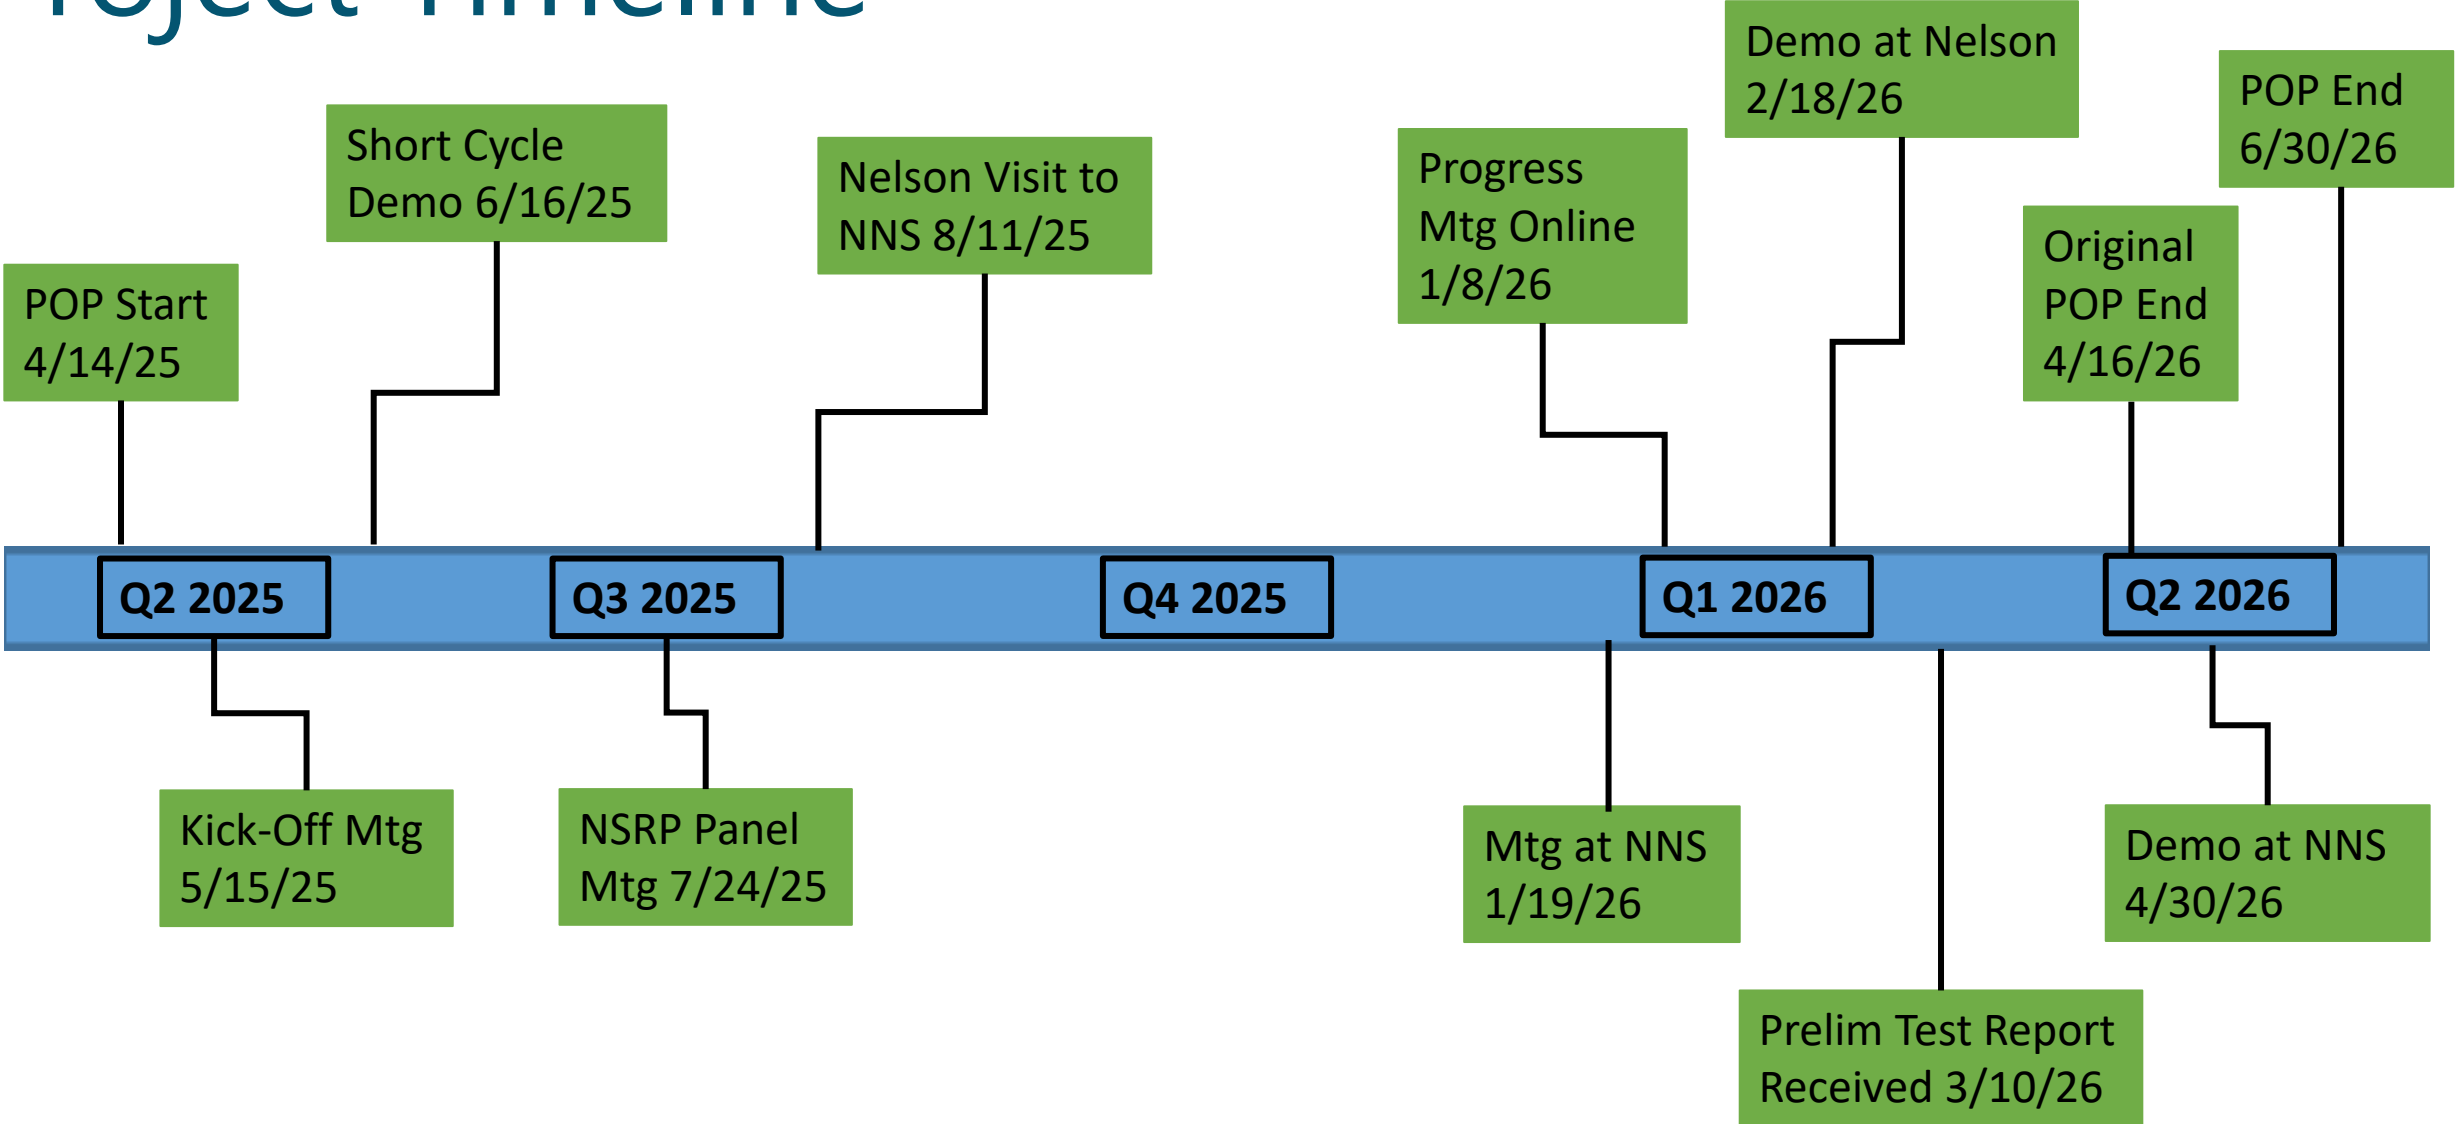 Timeline
Demo at Nelson
2/18/26
POP End
6/30/26
Short Cycle
Demo 6/16/25
Nelson Visit to
NNS 8/11/25
Progress
Mtg Online
1/8/26
Original
POP End
4/16/26
POP Start
4/14/25
Q2 2025
Q3 2025
Q4 2025
Q1 2026
Q2 2026
Kick-Off Mtg
5/15/25
NSRP Panel
Mtg 7/24/25
Mtg at NNS
1/19/26
Demo at NNS
4/30/26
Prelim Test Report
Received 3/10/26